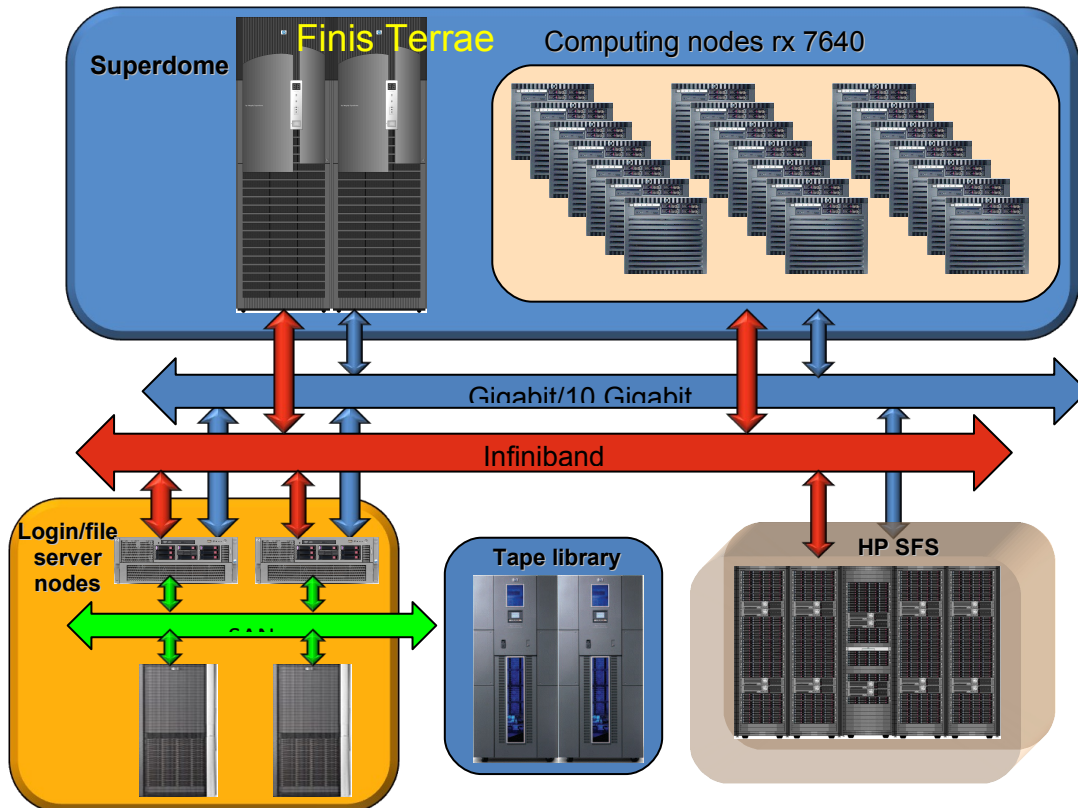 Finis Terrae
Computing nodes rx 7640
Superdome
Gigabit/10 Gigabit
Infiniband
Login/file
server
nodes
Tape library
HP SFS
SAN